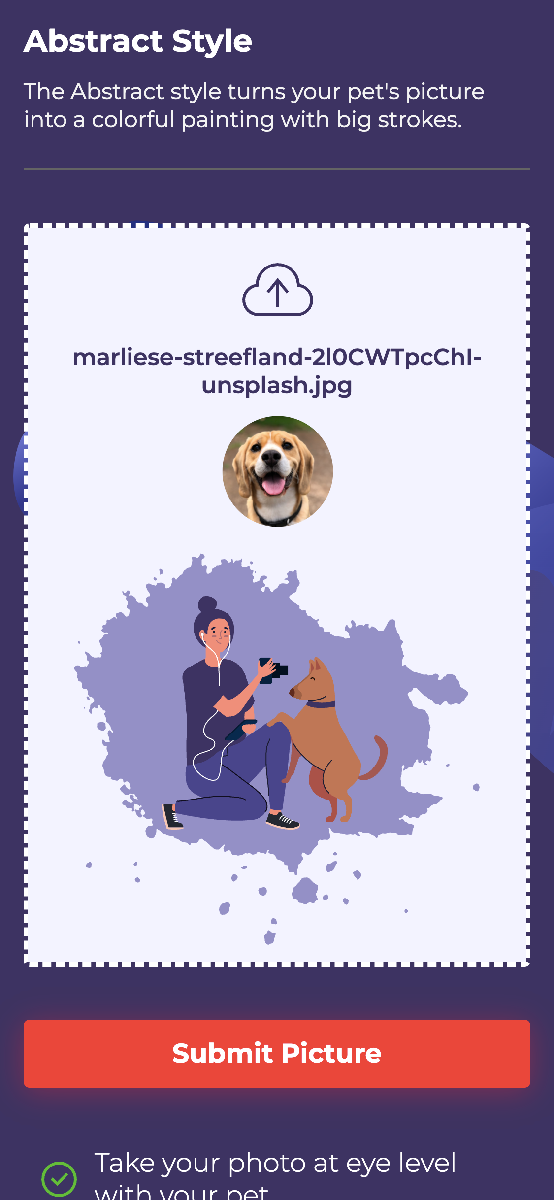 Abstract Style
The Abstract style turns your pet's picture
into a colorful painting with big strokes.
marliese-streefland-2l0CWTpcChI-
unsplash.jpg
Submit Picture
Take your photo at eye level
with your pet